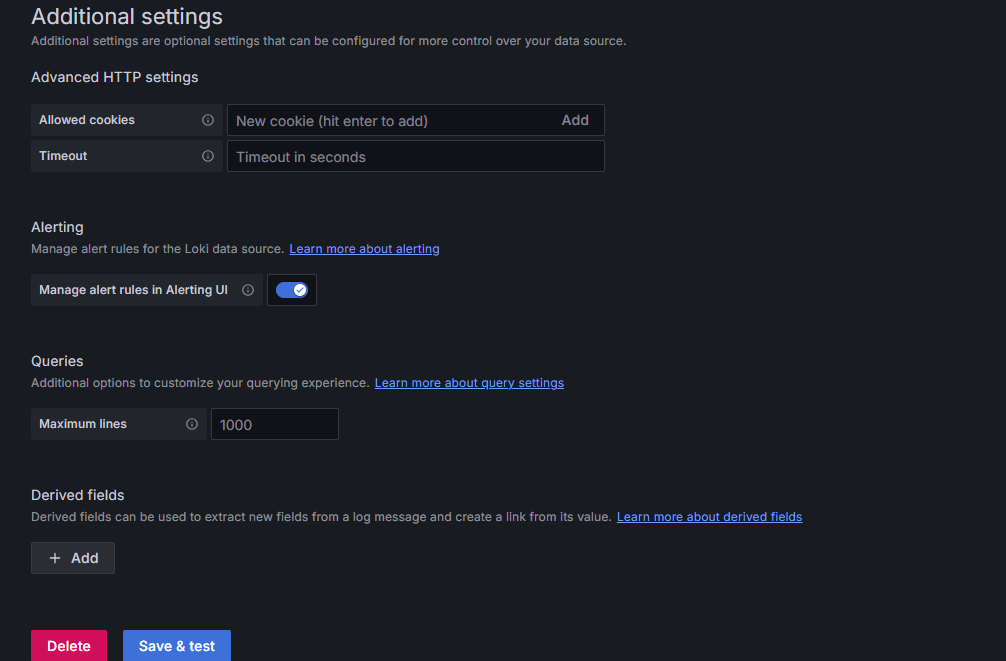 Additional settings
Additional settings are optional settings that can be configured for more control over your data source.
Advanced HTTP settings
Allowed cookies
New cookie (hit enter to add)
Add
Timeout
Timeout in seconds
Alerting
Manage alert rules for the Loki data source. Learn more about alerting
Manage alert rules in Alerting UI
Queries
Additional options to customize your querying experience. Learn more about query settings
Maximum lines
1000
Derived fields
Derived fields can be used to extract new fields from a log message and create a link from its value. Learn more about derived fields
+ Add
Delete
Save & test